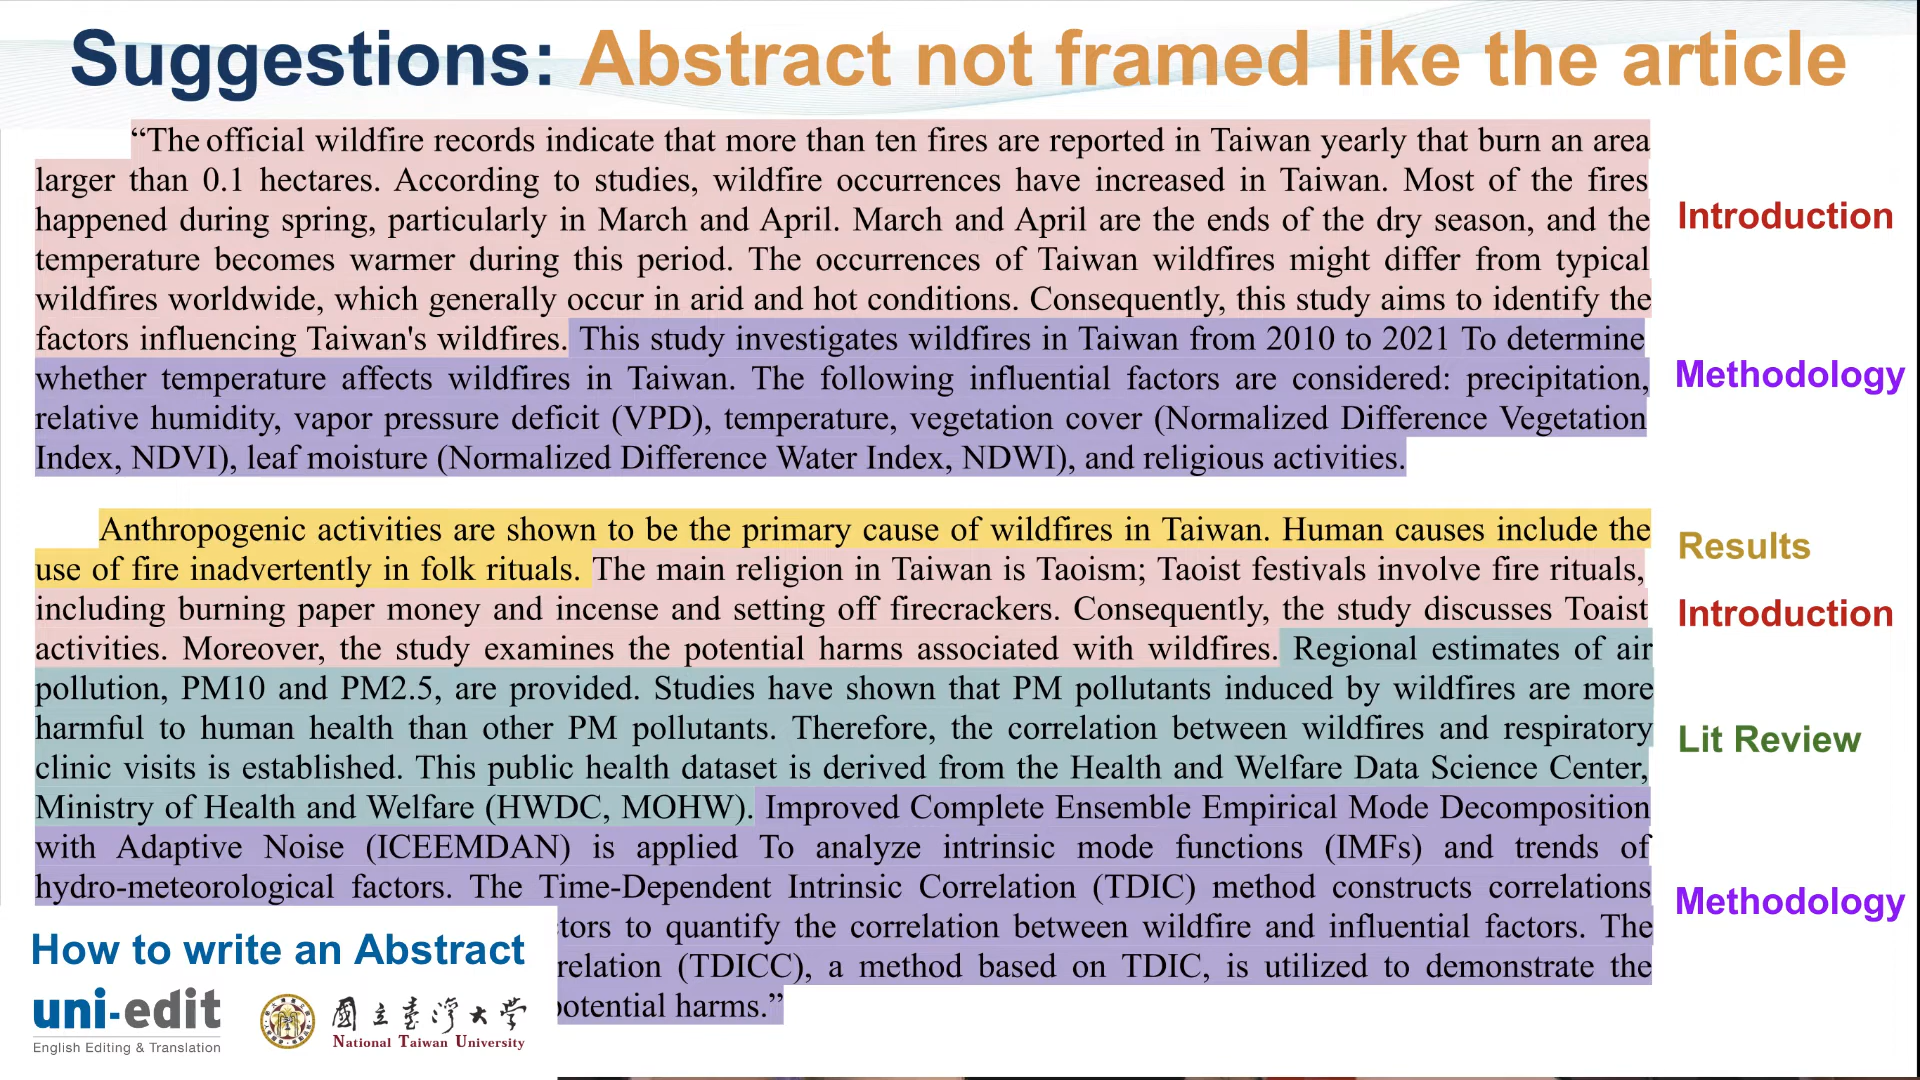 Suggestions: Abstract not framed like the article
“The official wildfire records indicate that more than ten fires are reported in Taiwan yearly that burn an area
larger than 0.1 hectares. According to studies, wildfire occurrences have increased in Taiwan. Most of the fires
happened during spring, particularly in March and April. March and April are the ends of the dry season, and the
temperature becomes warmer during this period. The occurrences of Taiwan wildfires might differ from typical
wildfires worldwide, which generally occur in arid and hot conditions. Consequently, this study aims to identify the
factors influencing Taiwan's wildfires. This study investigates wildfires in Taiwan from 2010 to 2021 To determine
whether temperature affects wildfires in Taiwan. The following influential factors are considered: precipitation,
relative humidity, vapor pressure deficit (VPD), temperature, vegetation cover (Normalized Difference Vegetation
Index, NDVI), leaf moisture (Normalized Difference Water Index, NDWI), and religious activities.
Introduction
Methodology
Anthropogenic activities are shown to be the primary cause of wildfires in Taiwan. Human causes include the
use of fire inadvertently in folk rituals. The main religion in Taiwan is Taoism; Taoist festivals involve fire rituals,
including burning paper money and incense and setting off firecrackers. Consequently, the study discusses Toaist
activities. Moreover, the study examines the potential harms associated with wildfires. Regional estimates of air
pollution, PM10 and PM2.5, are provided. Studies have shown that PM pollutants induced by wildfires are more
harmful to human health than other PM pollutants. Therefore, the correlation between wildfires and respiratory
clinic visits is established. This public health dataset is derived from the Health and Welfare Data Science Center,
Ministry of Health and Welfare (HWDC, MOHW). Improved Complete Ensemble Empirical Mode Decomposition
with Adaptive Noise (ICEEMDAN) is applied To analyze intrinsic mode functions (IMFs) and trends of
hydro-meteorological factors. The Time-Dependent Intrinsic Correlation (TDIC) method constructs correlations
tors to quantify the correlation between wildfire and influential factors. The
relation (TDICC), a method based on TDIC, is utilized to demonstrate the
potential harms.”
Results
Introduction
Lit Review
Methodology
How to write an Abstract
uni-edit
English Editing & Translation
國立臺灣大學
National Taiwan University